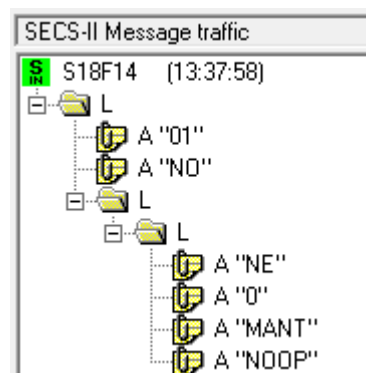 SECS-II Message traffic
S IN S18F14 (13:37:58)
L
A "01"
A "NO"
L
L
A "NE"
A "0"
A "MANT"
A "NOOP"